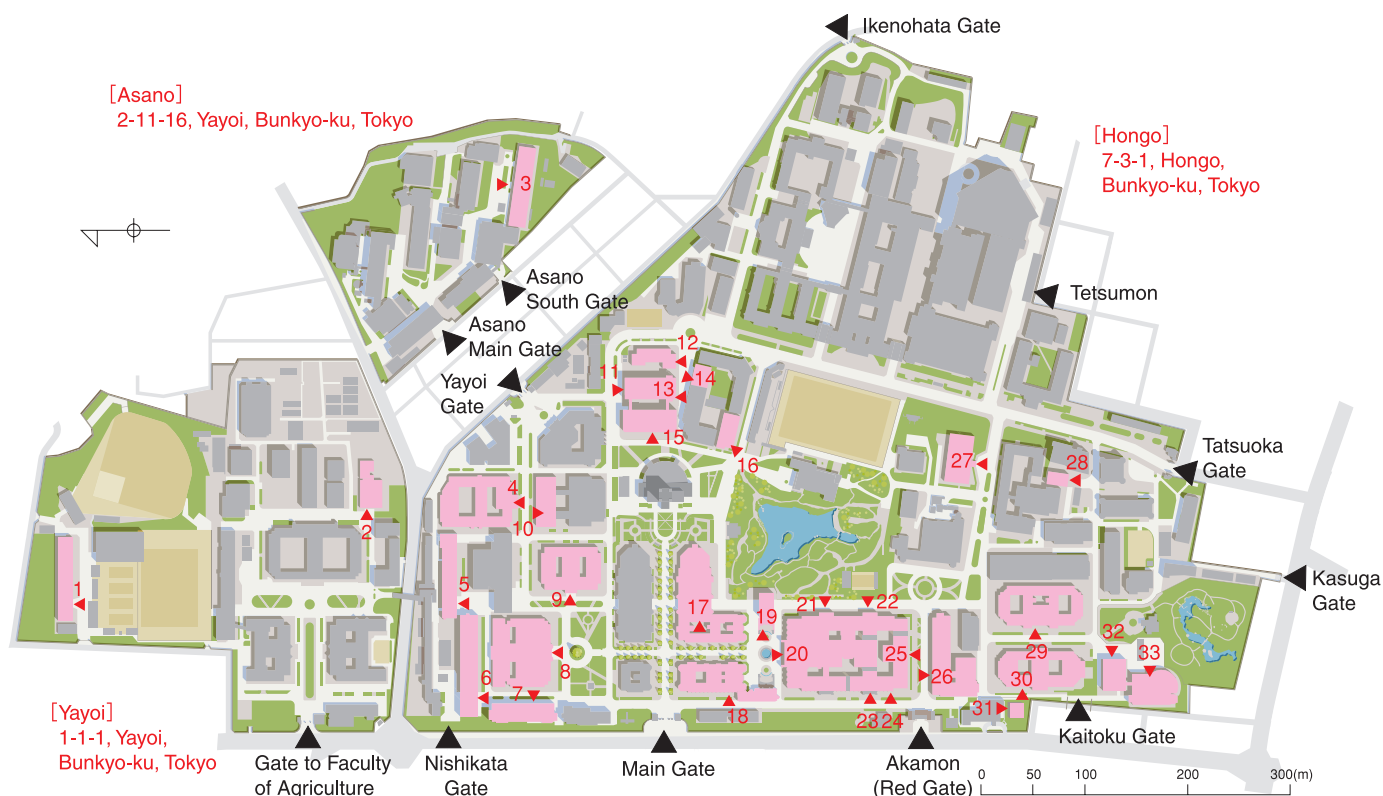 Ikenohata Gate
[Asano]
2-11-16, Yayoi, Bunkyo-ku, Tokyo
[Hongo]
7-3-1, Hongo,
Bunkyo-ku, Tokyo
3
Asano
South Gate
Tetsumon
Asano
Main Gate
12
Yayoi
Gate
11
13
14
15
16
27
28
Tatsuoka
Gate
4
10
2
1
5
9
17
19
21
22
Kasuga
Gate
8
20
25
26
29
32
33
6
7
18
23
24
30
31
[Yayoi]
1-1-1, Yayoi,
Bunkyo-ku, Tokyo
Gate to Faculty
of Agriculture
Nishikata
Gate
Main Gate
Akamon
(Red Gate)
Kaitoku Gate
0 50 100 200 300(m)